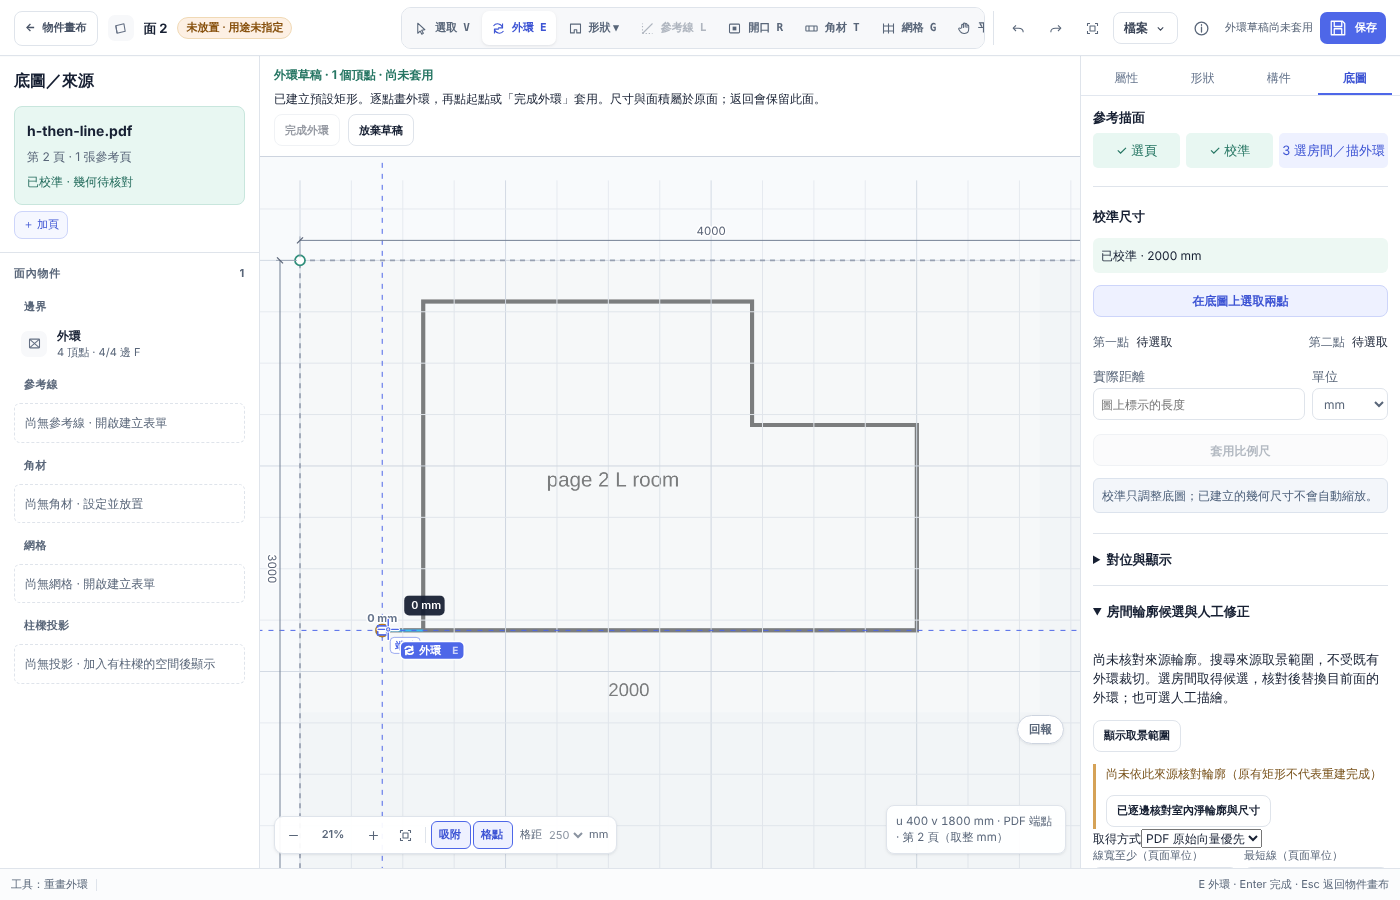 ← 物件畫布
面 2
未放置 · 用途未指定
選取 V
外環 E
形狀 ▾
參考線 L
開口 R
角材 T
網格 G
檔案
外環草稿尚未套用
保存
底圖／來源
h-then-line.pdf
第 2 頁 · 1 張參考頁
已校準 · 幾何待核對
+ 加頁
面內物件 1
邊界
外環
4 頂點 · 4/4 邊 F
參考線
尚無參考線 · 開啟建立表單
角材
尚無角材 · 設定並放置
網格
尚無網格 · 開啟建立表單
柱樑投影
尚無投影 · 加入有柱樑的空間後顯示
外環草稿 · 1 個頂點 · 尚未套用
已建立預設矩形。逐點畫外環，再點起點或「完成外環」套用。尺寸與面積屬於原面；返回會保留此面。
完成外環
放棄草稿
4000
3000
page 2 L room
0 mm
0 mm
外環 E
2000
回報
− 21% +
吸附
格點
格距 250 mm
u 400 v 1800 mm · PDF 端點
· 第 2 頁（取整 mm）
屬性
形狀
構件
底圖
參考描面
✓ 選頁
✓ 校準
3 選房間／描外環
校準尺寸
已校準 · 2000 mm
在底圖上選取兩點
第一點 待選取
第二點 待選取
實際距離
單位
圖上標示的長度
mm
套用比例尺
校準只調整底圖；已建立的幾何尺寸不會自動縮放。
對位與顯示
房間輪廓候選與人工修正
尚未核對來源輪廓。搜尋來源取景範圍，不受既有
外環裁切。選房間取得候選，核對後替換目前面的
外環；也可選人工描繪。
顯示取景範圍
尚未依此來源核對輪廓（原有矩形不代表重建完成）
已逐邊核對室內淨輪廓與尺寸
取得方式 PDF 原始向量優先
線寬至少（頁面單位）
最短線（頁面單位）
工具：重畫外環
E 外環 · Enter 完成 · Esc 返回物件畫布